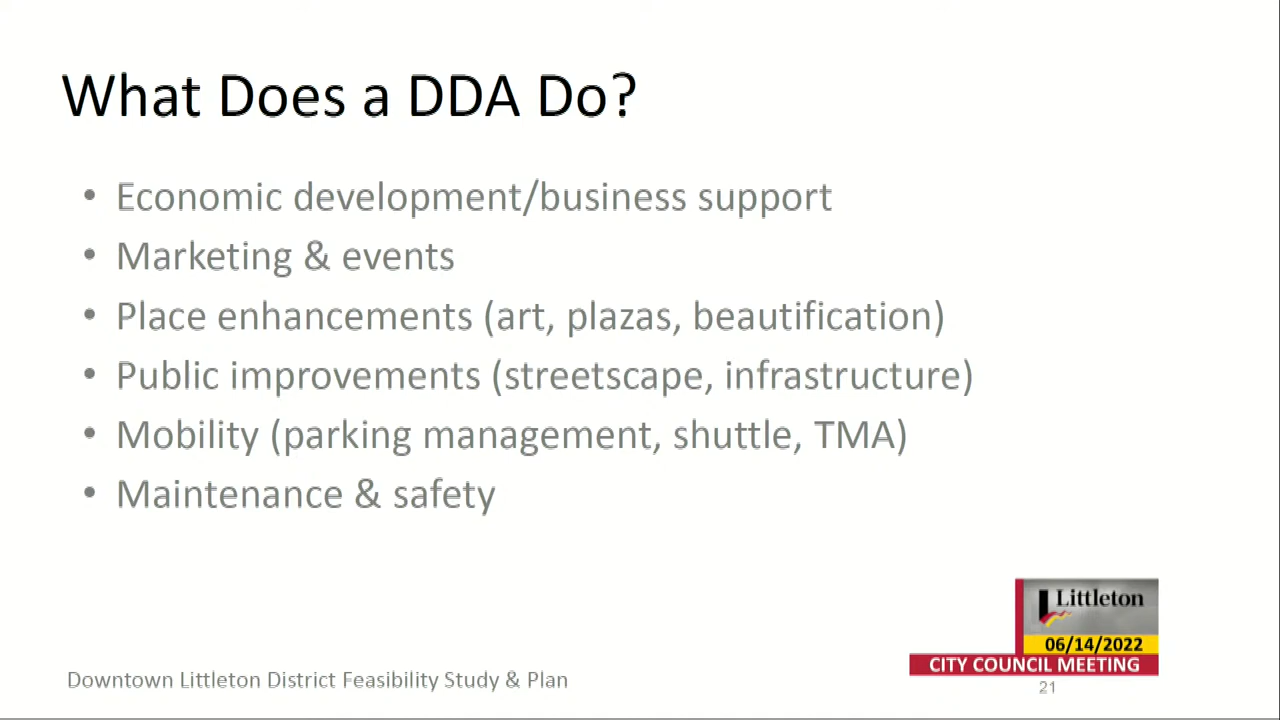 What Does a DDA Do?
• Economic development/business support
• Marketing & events
• Place enhancements (art, plazas, beautification)
• Public improvements (streetscape, infrastructure)
• Mobility (parking management, shuttle, TMA)
• Maintenance & safety
Littleton
06/14/2022
CITY COUNCIL MEETING
Downtown Littleton District Feasibility Study & Plan
21